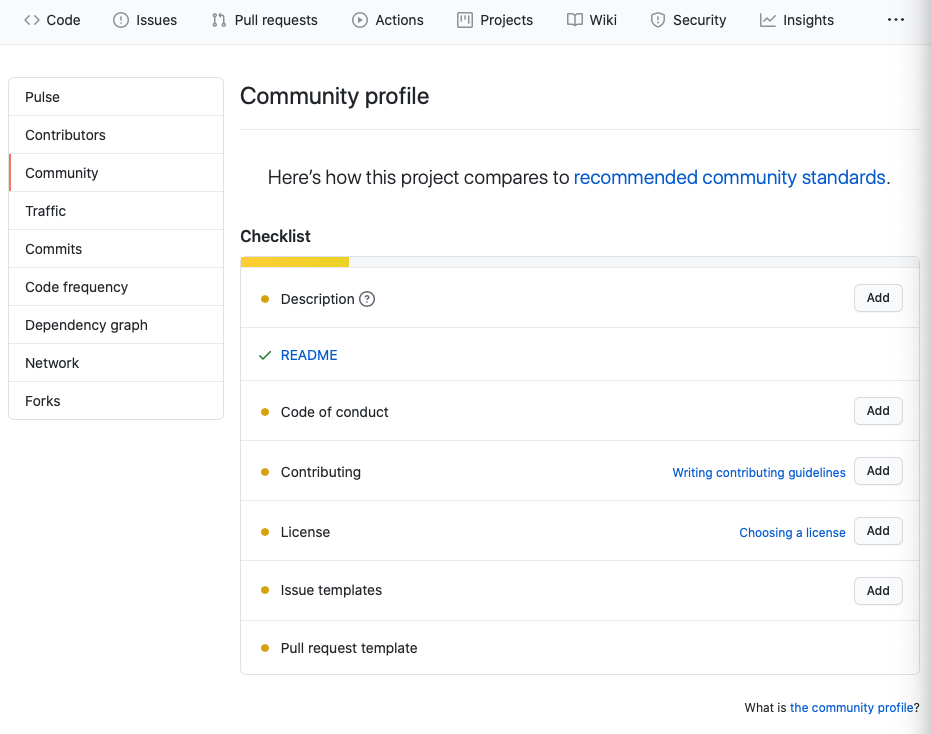 Code Issues Pull requests Actions Projects Wiki Security Insights ...
Pulse
Contributors
Community
Traffic
Commits
Code frequency
Dependency graph
Network
Forks
Community profile
Here's how this project compares to recommended community standards.
Checklist
Description ? Add
README
Code of conduct Add
Contributing Writing contributing guidelines Add
License Choosing a license Add
Issue templates Add
Pull request template
What is the community profile?